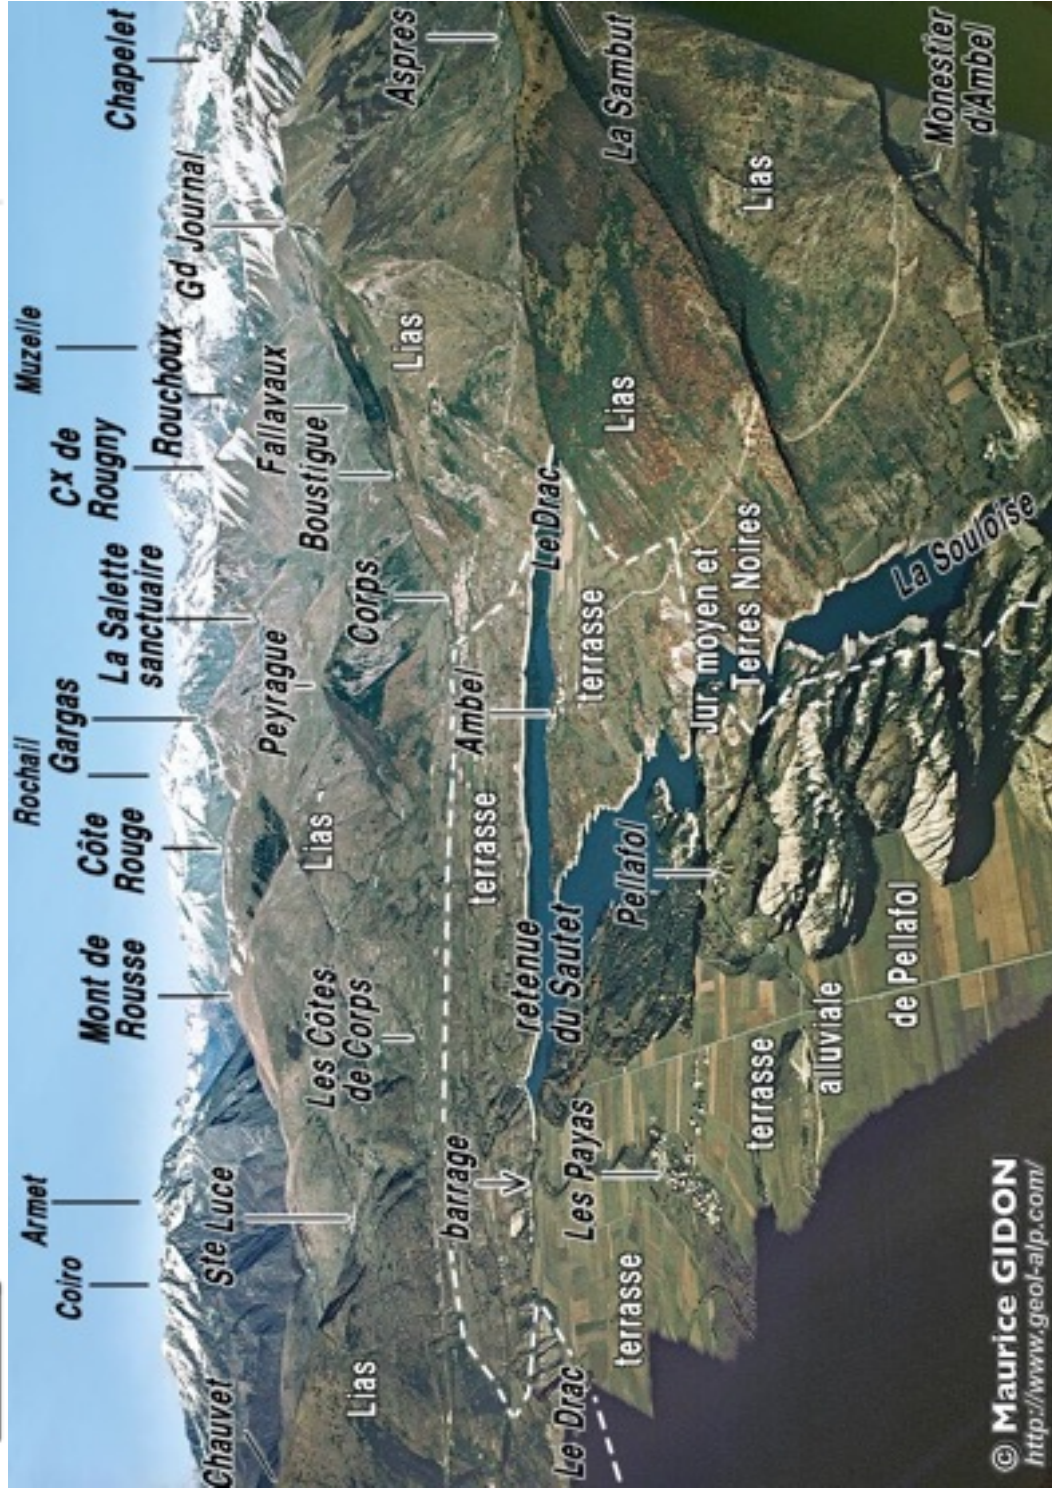 Coiro
Armet
Rochail
Muzelle
Mont de
Rousse
Côte
Rouge
Gargas
La Salette
sanctuaire
Cx de
Rougny
Rouchoux
Gd Journal
Chapelet
Chauvet
Ste Luce
Peyrague
Fallavaux
Boustigue
Lias
Les Côtes
de Corps
Lias
Corps
Lias
Aspres
barrage
terrasse
Ambel
Le Drac
retenue
du Sautet
Le Drac
Les Payas
Pellafol
terrasse
Lias
La Sambut
terrasse
Jur. moyen et
Terres Noires
Lias
terrasse
alluviale
de Pellafol
La Souloise
Monestier
d'Ambel
© Maurice GIDON
http://www.geol-alp.com/